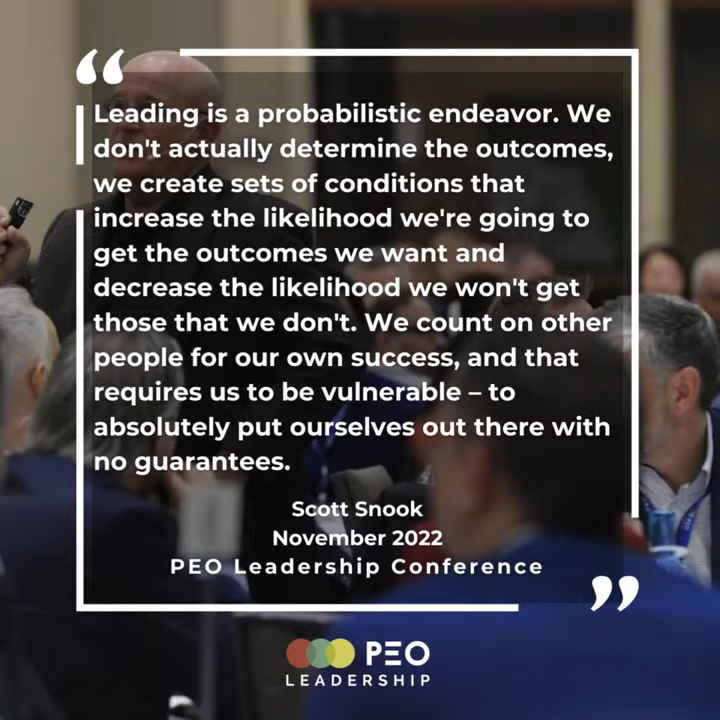 “
Leading is a probabilistic endeavor. We
don't actually determine the outcomes,
we create sets of conditions that
increase the likelihood we're going to
get the outcomes we want and
decrease the likelihood we won't get
those that we don't. We count on other
people for our own success, and that
requires us to be vulnerable – to
absolutely put ourselves out there with
no guarantees.
Scott Snook
November 2022
PEO Leadership Conference
”
PEO
LEADERSHIP